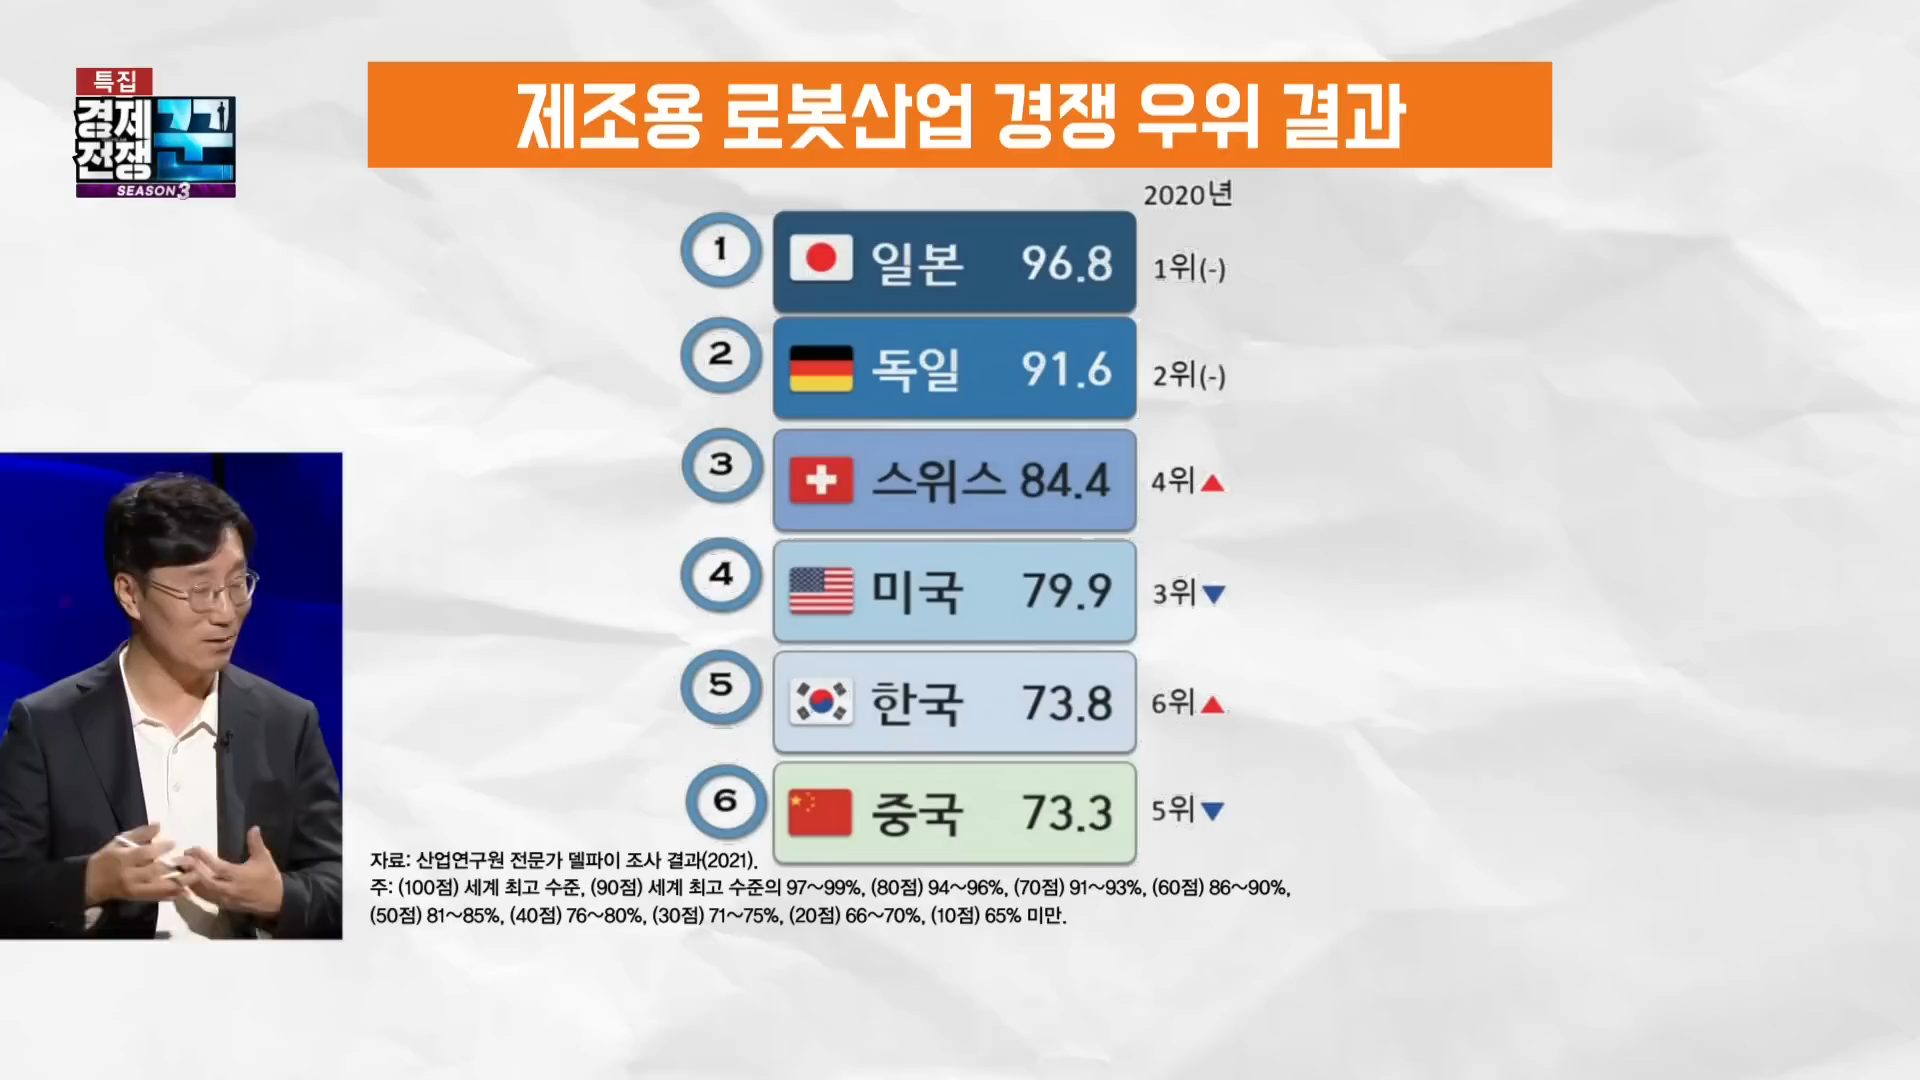 특집
경제
전쟁
꾼
SEASON3
제조용 로봇산업 경쟁 우위 결과
2020년
1 일본 96.8 1위(-)
2 독일 91.6 2위(-)
3 스위스 84.4 4위▲
4 미국 79.9 3위▼
5 한국 73.8 6위▲
6 중국 73.3 5위▼
자료: 산업연구원 전문가 델파이 조사 결과(2021).
주: (100점) 세계 최고 수준, (90점) 세계 최고 수준의 97~99%, (80점) 94~96%, (70점) 91~93%, (60점) 86~90%,
(50점) 81~85%, (40점) 76~80%, (30점) 71~75%, (20점) 66~70%, (10점) 65% 미만.